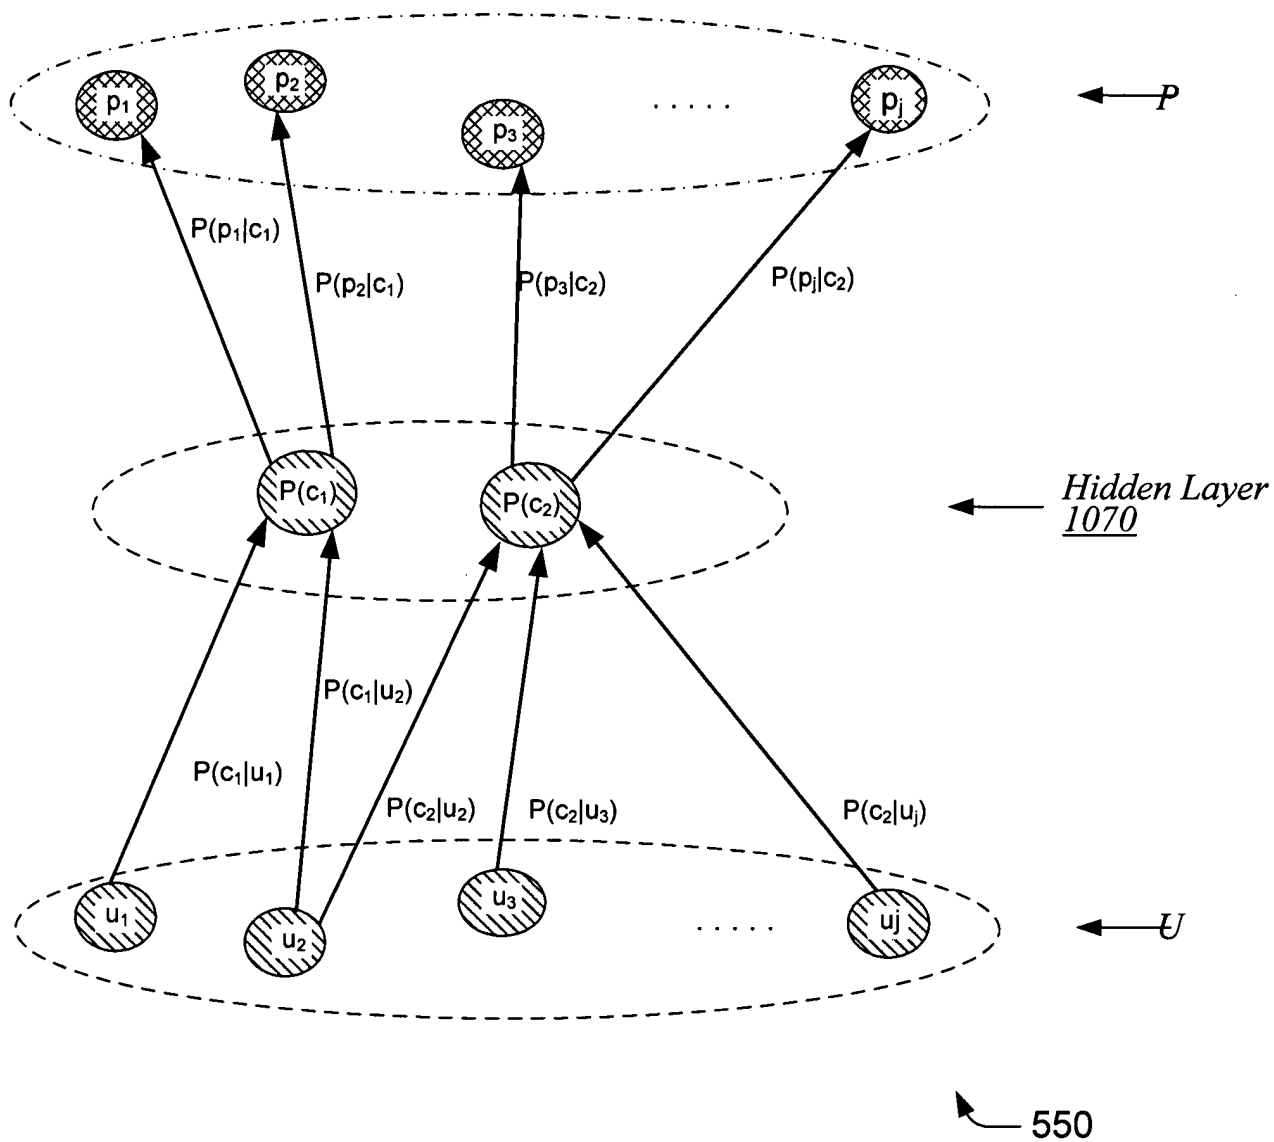 p₁
p₂
p₃
. . . . .
pⱼ
P
P(p₁|c₁)
P(p₂|c₁)
P(p₃|c₂)
P(pⱼ|c₂)
P(c₁)
P(c₂)
Hidden Layer
1070
P(c₁|u₂)
P(c₁|u₁)
P(c₂|u₂)
P(c₂|u₃)
P(c₂|uⱼ)
u₁
u₂
u₃
. . . . .
uj
U
550